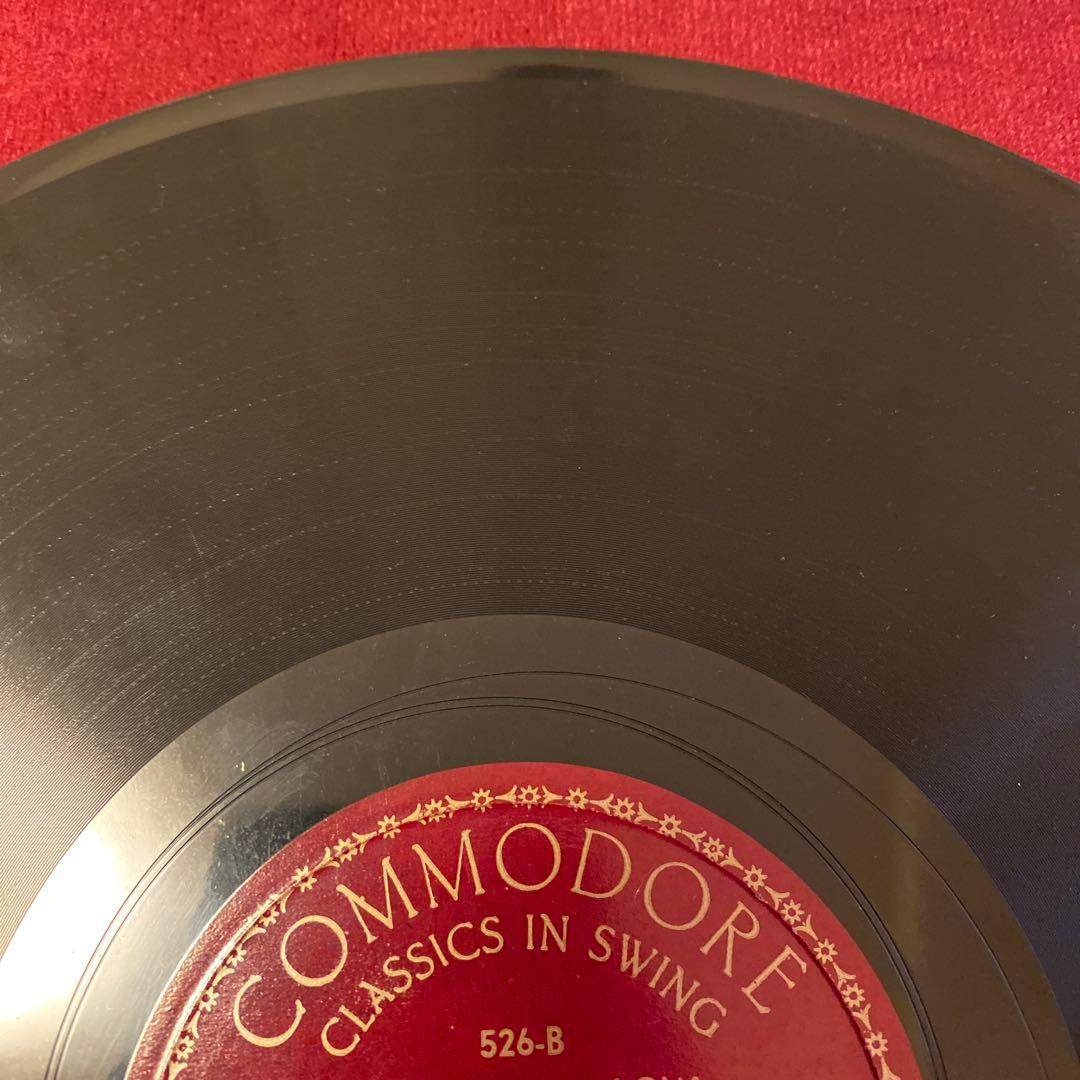 COMMODORE
CLASSICS IN SWING
526-B